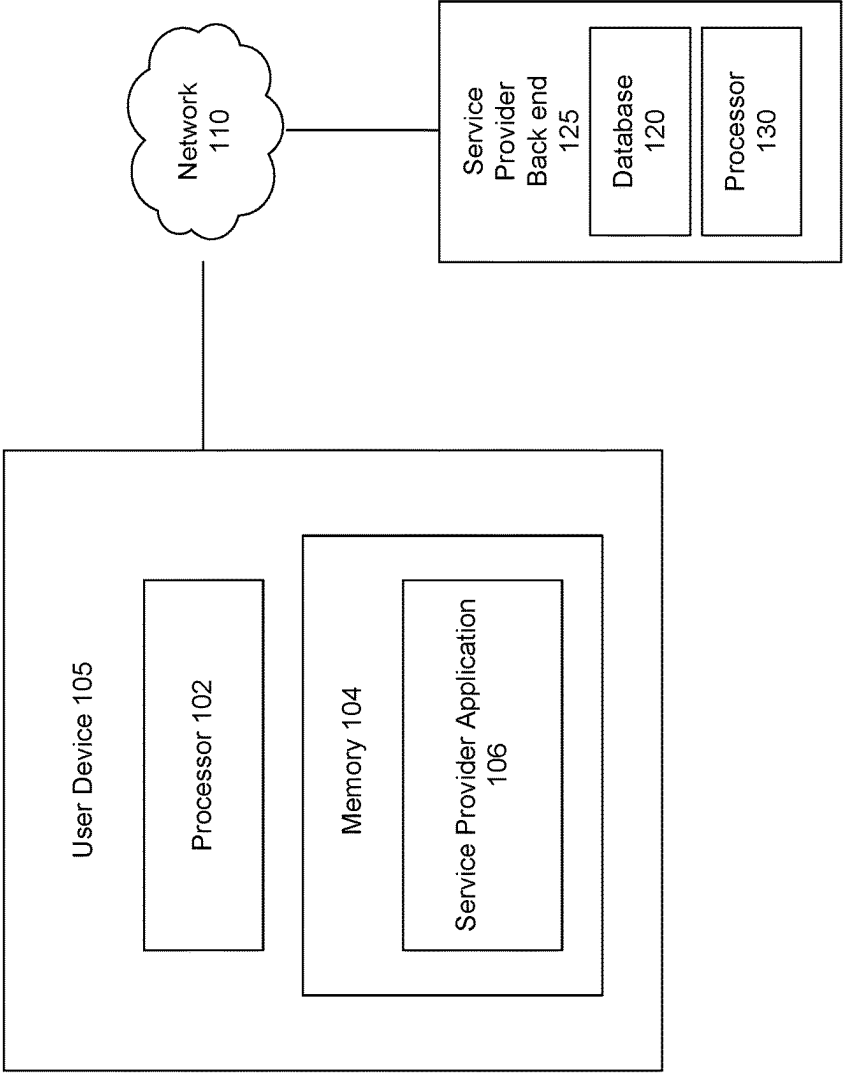 User Device 105
Processor 102
Memory 104
Service Provider Application
106
Network
110
Service
Provider
Back end
125
Database
120
Processor
130